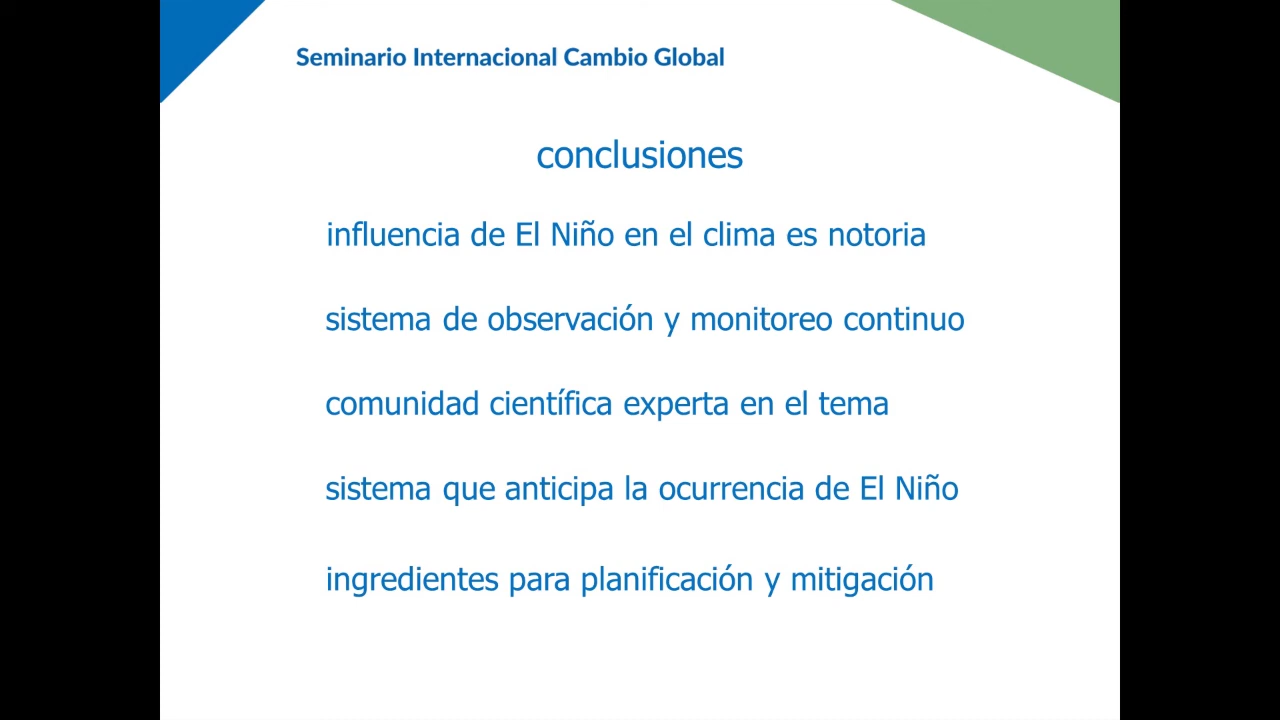 Seminario Internacional Cambio Global
conclusiones
influencia de El Niño en el clima es notoria
sistema de observación y monitoreo continuo
comunidad científica experta en el tema
sistema que anticipa la ocurrencia de El Niño
ingredientes para planificación y mitigación